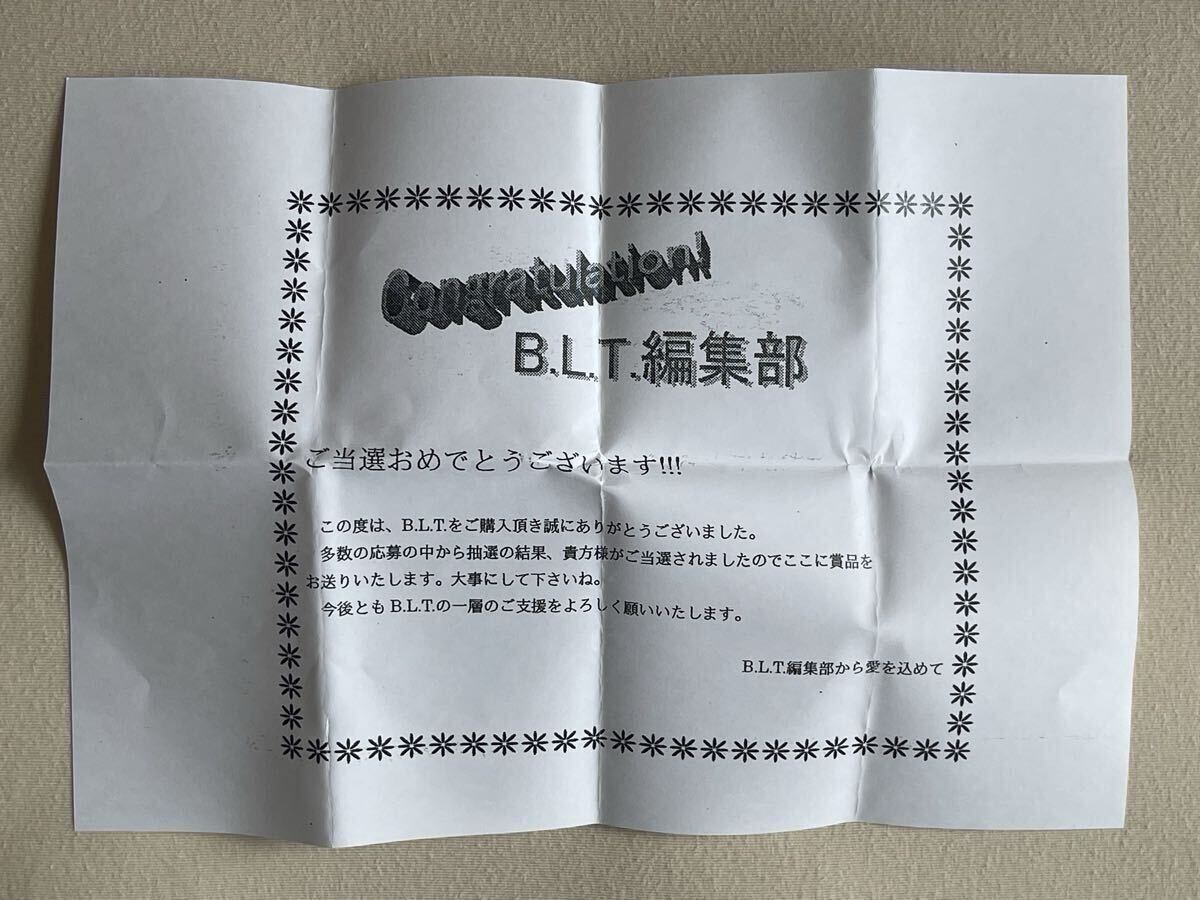 Congratulation!
B.L.T.編集部
ご当選おめでとうございます!!!
この度は、B.L.T.をご購入頂き誠にありがとうございました。
多数の応募の中から抽選の結果、貴方様がご当選されましたのでここに賞品を
お送りいたします。大事にして下さいね。
今後ともB.L.T.の一層のご支援をよろしく願いいたします。
B.L.T.編集部から愛を込めて